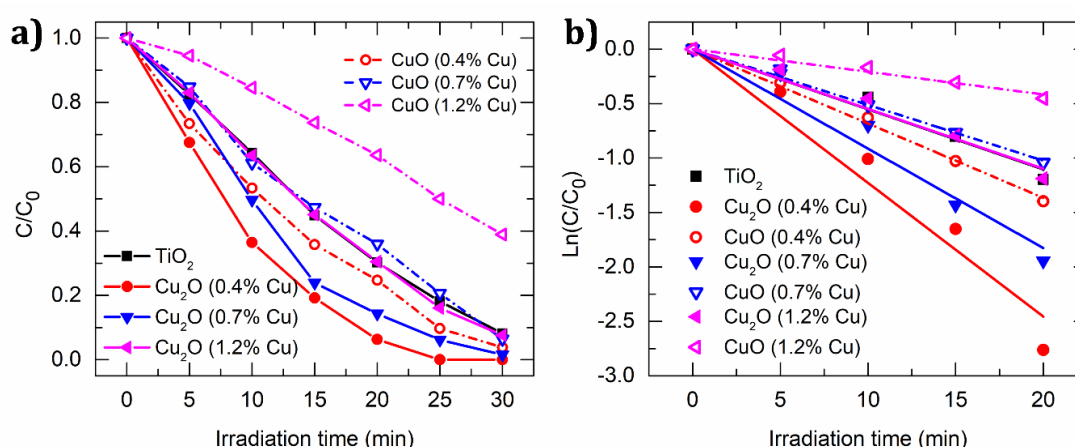 a)
1.0
0.8
0.6
0.4
0.2
0.0
C/C₀
CuO (0.4% Cu)
CuO (0.7% Cu)
CuO (1.2% Cu)
TiO₂
Cu₂O (0.4% Cu)
Cu₂O (0.7% Cu)
Cu₂O (1.2% Cu)
0 5 10 15 20 25 30
Irradiation time (min)
b)
0.0
-0.5
-1.0
-1.5
-2.0
-2.5
-3.0
Ln(C/C₀)
TiO₂
Cu₂O (0.4% Cu)
CuO (0.4% Cu)
Cu₂O (0.7% Cu)
CuO (0.7% Cu)
Cu₂O (1.2% Cu)
CuO (1.2% Cu)
0 5 10 15 20
Irradiation time (min)